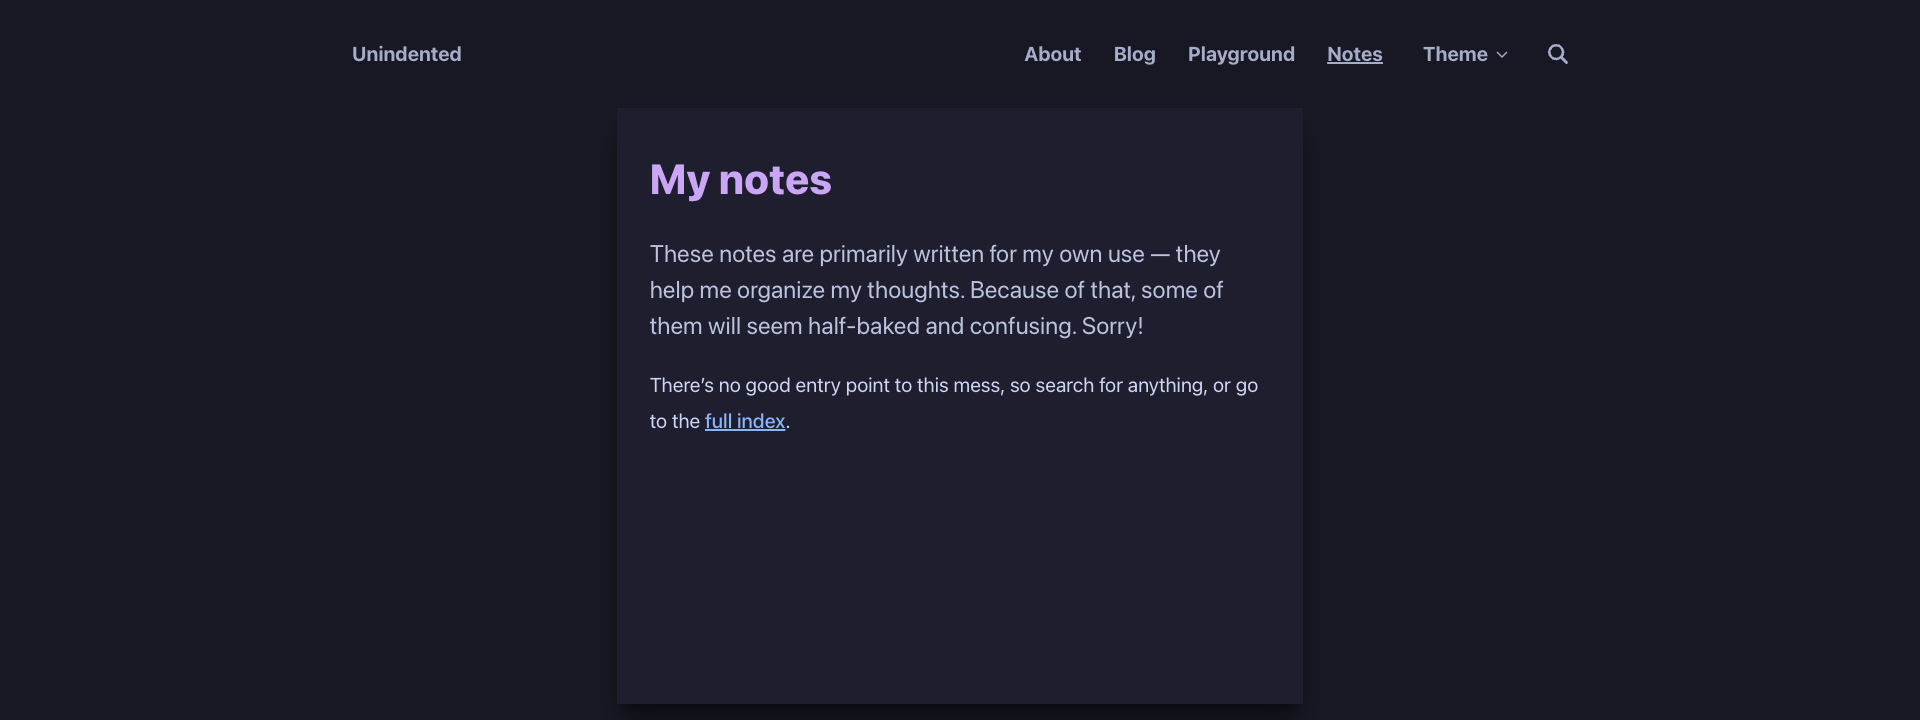 Unindented
About Blog Playground Notes Theme
My notes
These notes are primarily written for my own use — they
help me organize my thoughts. Because of that, some of
them will seem half-baked and confusing. Sorry!
There’s no good entry point to this mess, so search for anything, or go
to the full index.